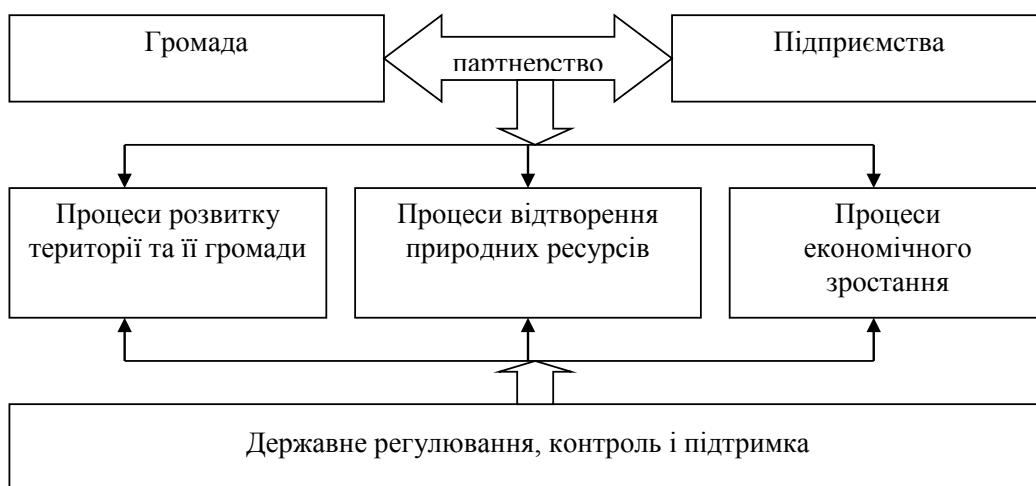 Громада
партнерство
Підприємства
Процеси розвитку
території та її громади
Процеси відтворення
природних ресурсів
Процеси
економічного
зростання
Державне регулювання, контроль і підтримка